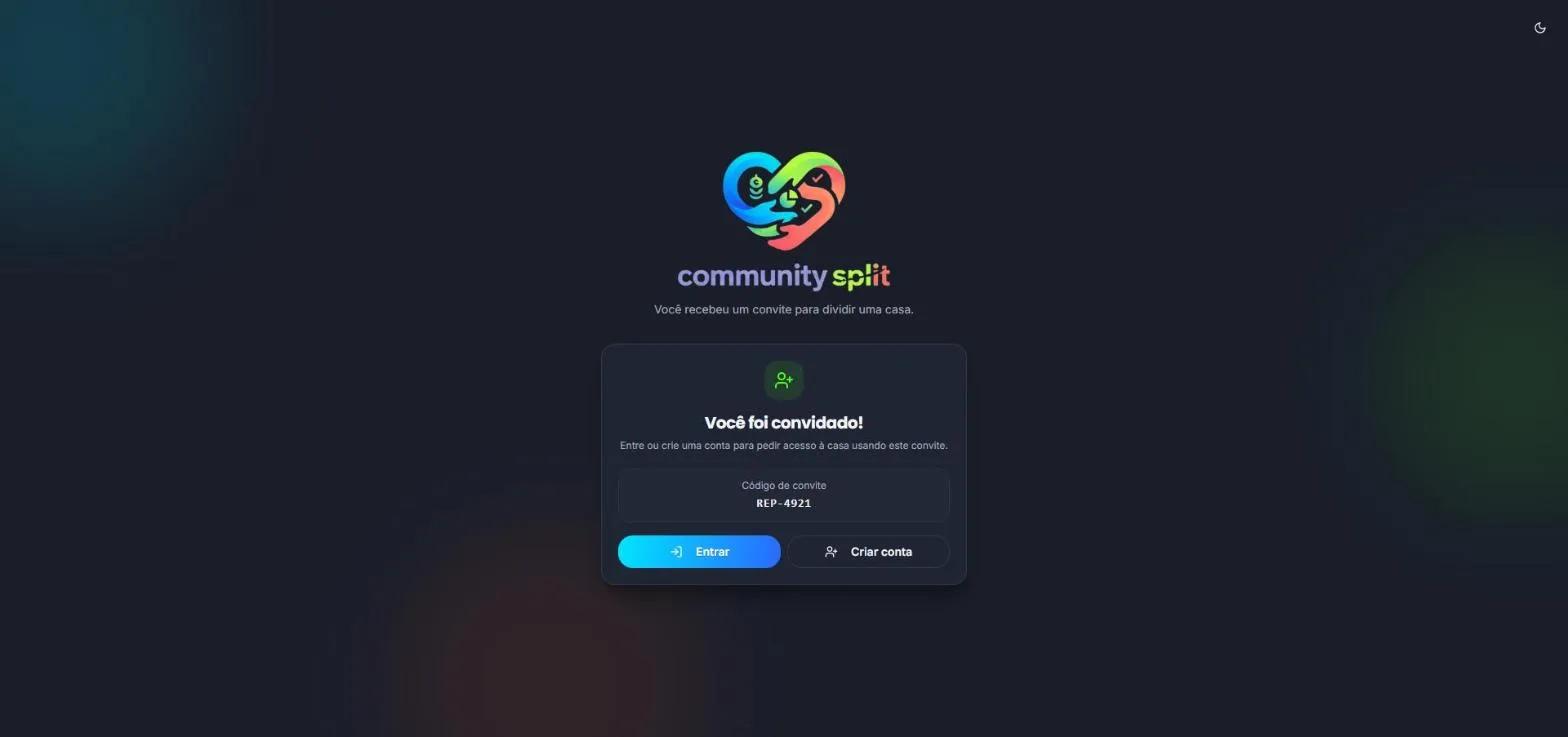 community split
Você recebeu um convite para dividir uma casa.
Você foi convidado!
Entre ou crie uma conta para pedir acesso à casa usando este convite.
Código de convite
REP-4921
Entrar
Criar conta